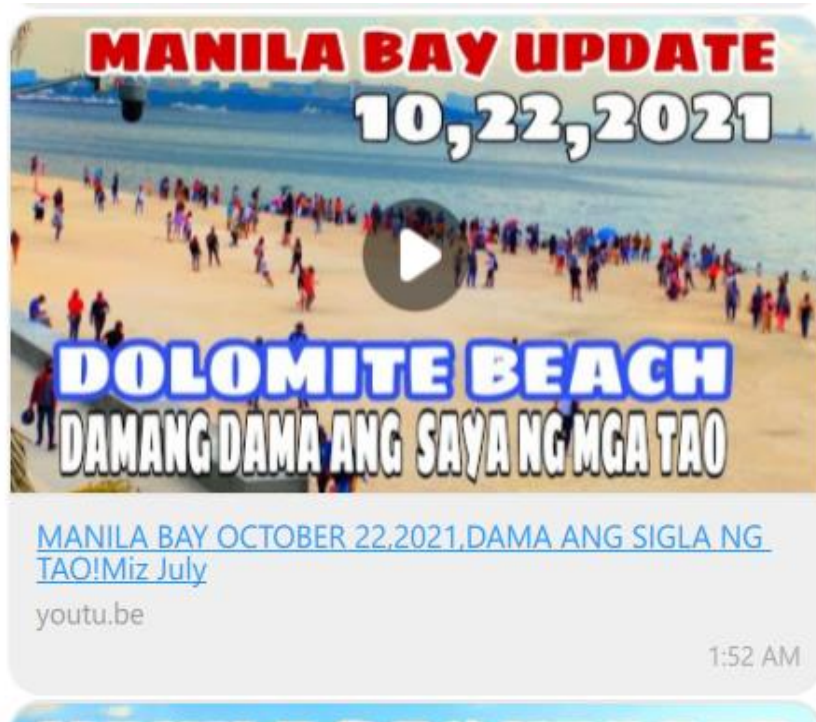 MANILA BAY UPDATE
10,22,2021
DOLOMITE BEACH
DAMANG DAMA ANG SAYA NG MGA TAO
MANILA BAY OCTOBER 22,2021,DAMA ANG SIGLA NG
TAO!Miz July
youtu.be
1:52 AM